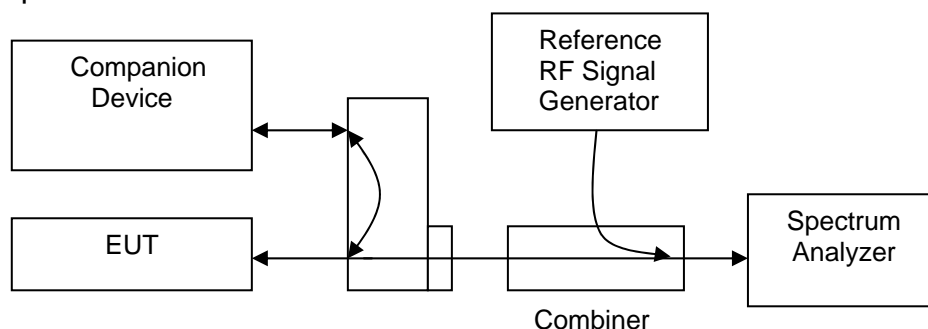 Companion
Device
Reference
RF Signal
Generator
EUT
Spectrum
Analyzer
Combiner